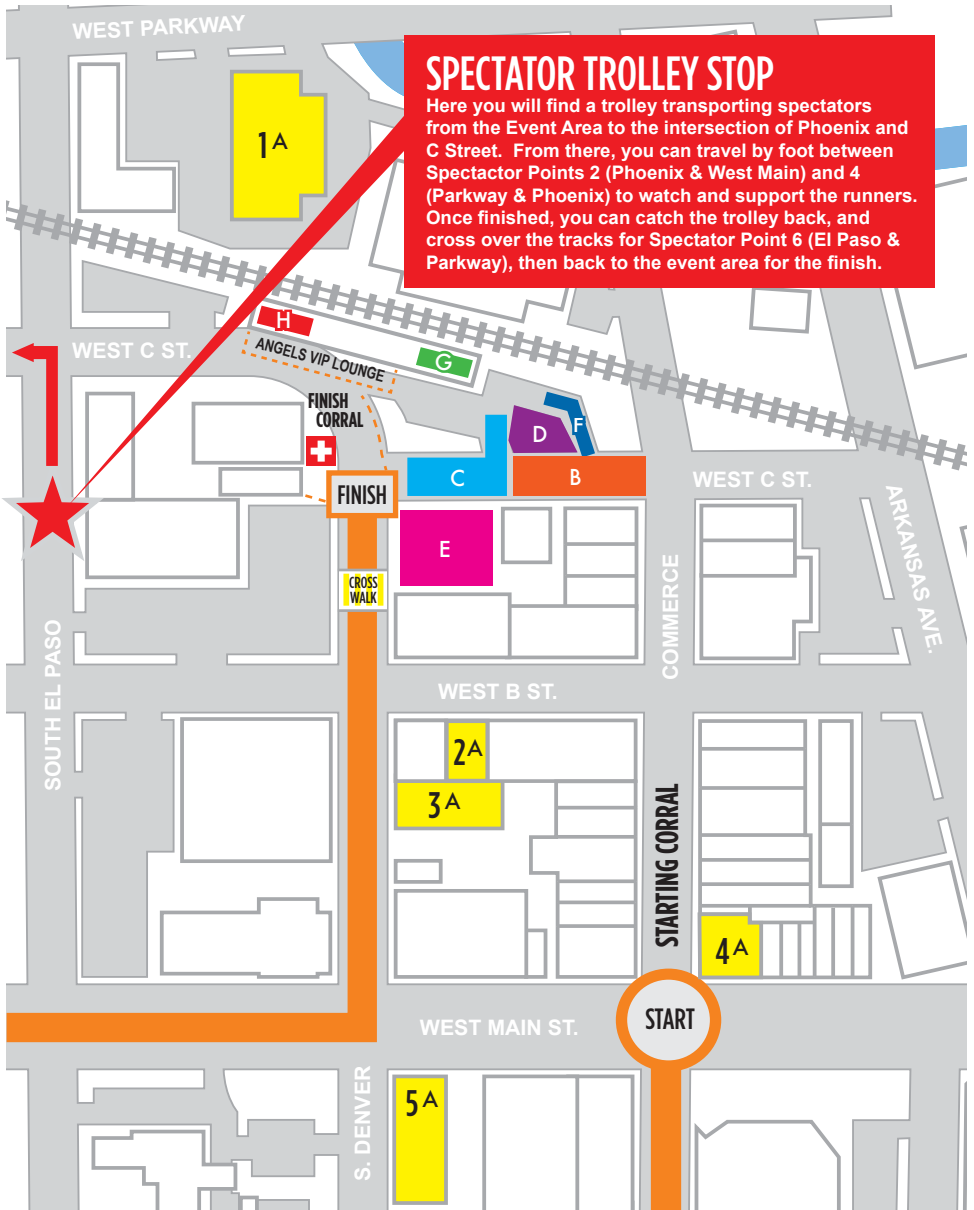 WEST PARKWAY
SPECTATOR TROLLEY STOP
Here you will find a trolley transporting spectators
from the Event Area to the intersection of Phoenix and
C Street. From there, you can travel by foot between
Spectactor Points 2 (Phoenix & West Main) and 4
(Parkway & Phoenix) to watch and support the runners.
Once finished, you can catch the trolley back, and
cross over the tracks for Spectator Point 6 (El Paso &
Parkway), then back to the event area for the finish.
1A
H
WEST C ST.
ANGELS VIP LOUNGE
G
FINISH
CORRAL
F
D
C
B
WEST C ST.
FINISH
E
ARKANSAS AVE.
CROSS
WALK
COMMERCE
SOUTH EL PASO
WEST B ST.
2A
3A
STARTING CORRAL
4A
WEST MAIN ST.
START
S. DENVER
5A